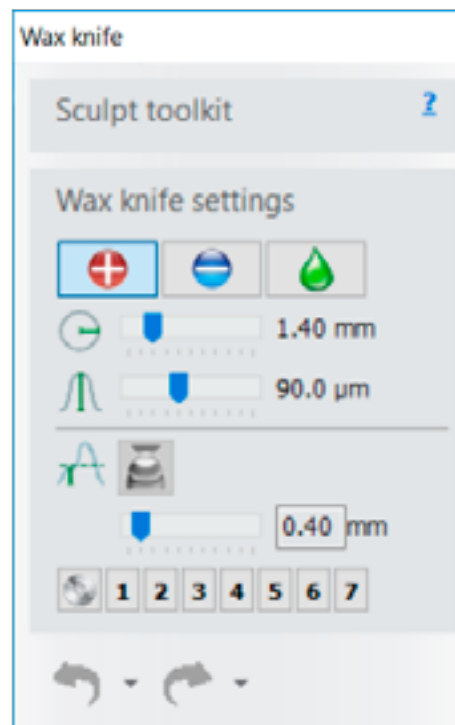 Wax knife
Sculpt toolkit ?
Wax knife settings
1.40 mm
90.0 µm
0.40 mm
1 2 3 4 5 6 7